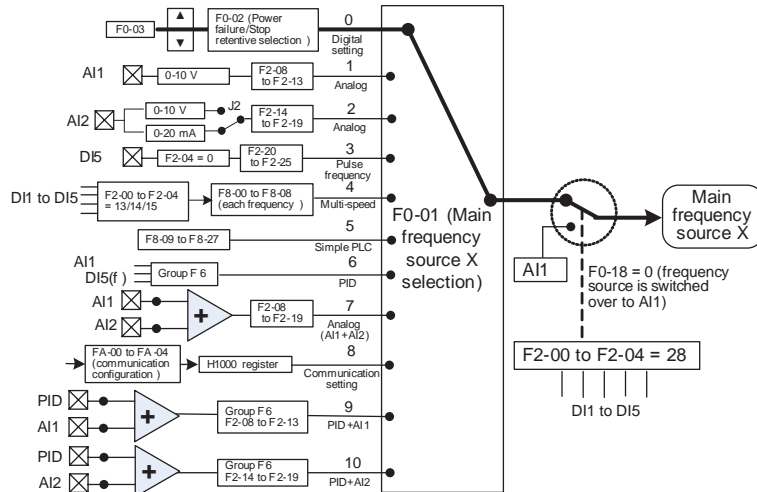 F0-03
▲
▼
F0-02 (Power
failure/Stop
retentive selection )
0
Digital
setting
AI1
0-10 V
F2-08
to F2-13
1
Analog
AI2
0-10 V
0-20 mA
J2
F2-14
to F2-19
2
Analog
DI5
F2-04 = 0
F2-20
to F2-25
3
Pulse
frequency
DI1 to DI5
F2-00 to F2-04
= 13/14/15
F8-00 to F8-08
(each frequency )
4
Multi-speed
F8-09 to F8-27
5
Simple PLC
AI1
DI5(f )
Group F 6
6
PID
AI1
AI2
+
F2-08
to F2-19
7
Analog
(AI1+AI2)
FA-00 to FA -04
(communication
configuration )
H1000 register
8
Communication
setting
PID
AI1
+
Group F 6
F2-08 to F2-13
9
PID+AI1
PID
AI2
+
Group F 6
F2-14 to F2-19
10
PID+AI2
F0-01 (Main
frequency
source X
selection)
AI1
F0-18 = 0 (frequency
source is switched
over to AI1)
F2-00 to F2-04 = 28
DI1 to DI5
Main
frequency
source X